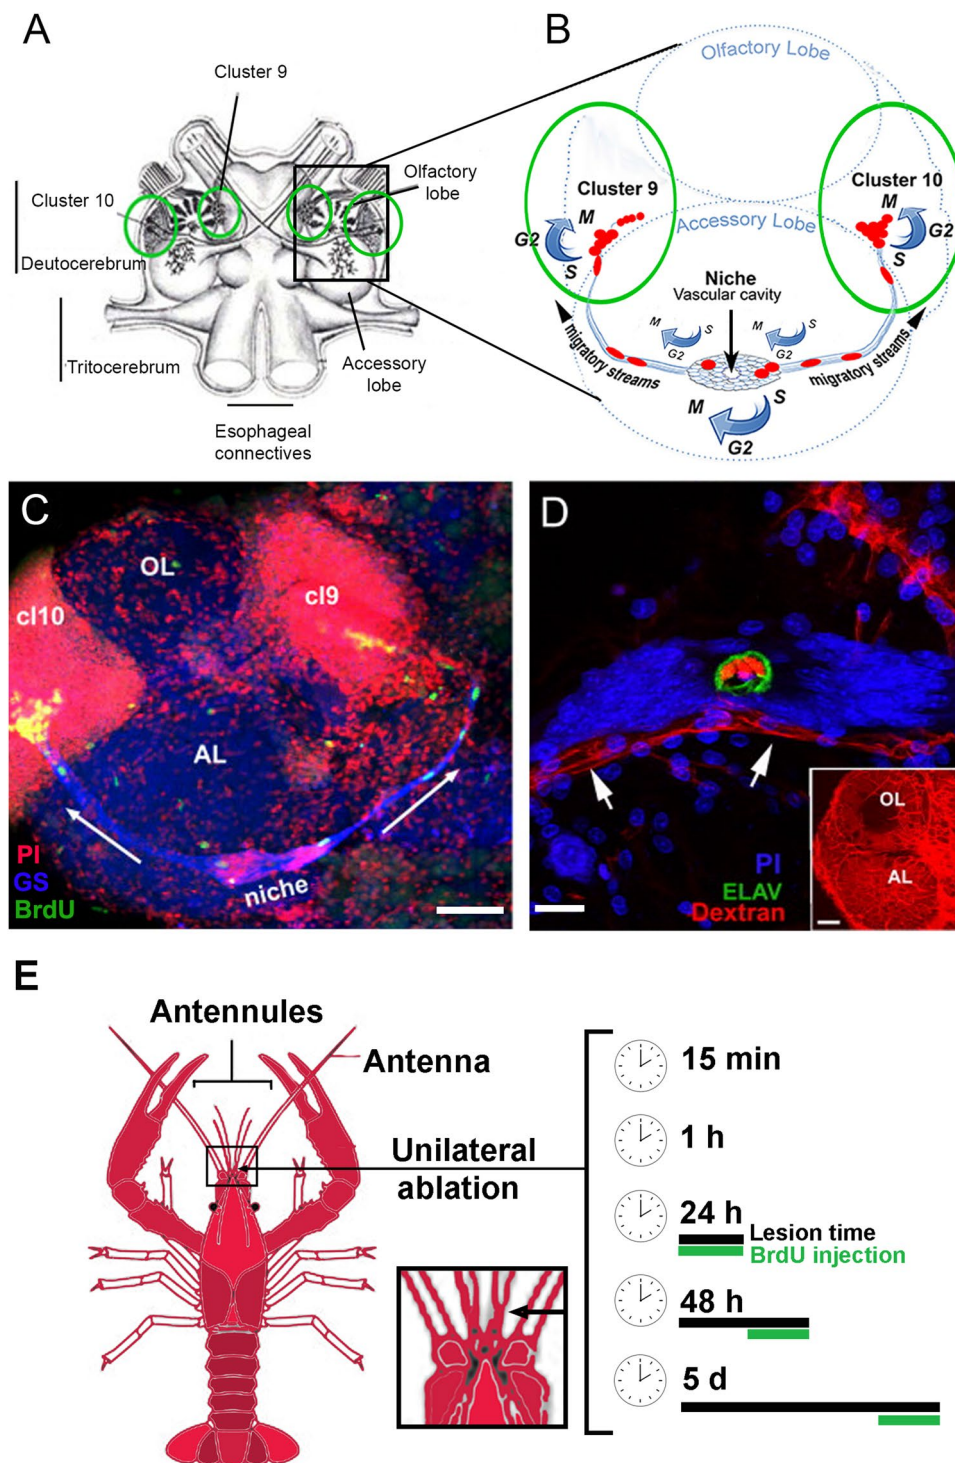 A
Cluster 9
Cluster 10
Olfactory
lobe
Deutocerebrum
Tritocerebrum
Accessory
lobe
Esophageal
connectives
B
Olfactory Lobe
Cluster 9
M
G2
S
Cluster 10
M
G2
S
Accessory Lobe
Niche
Vascular cavity
M
S
G2
M
S
G2
migratory streams
migratory streams
M
S
G2
C
OL
cl9
cl10
AL
niche
PI
GS
BrdU
D
PI
ELAV
Dextran
OL
AL
E
Antennules
Antenna
Unilateral
ablation
15 min
1 h
24 h
Lesion time
BrdU injection
48 h
5 d